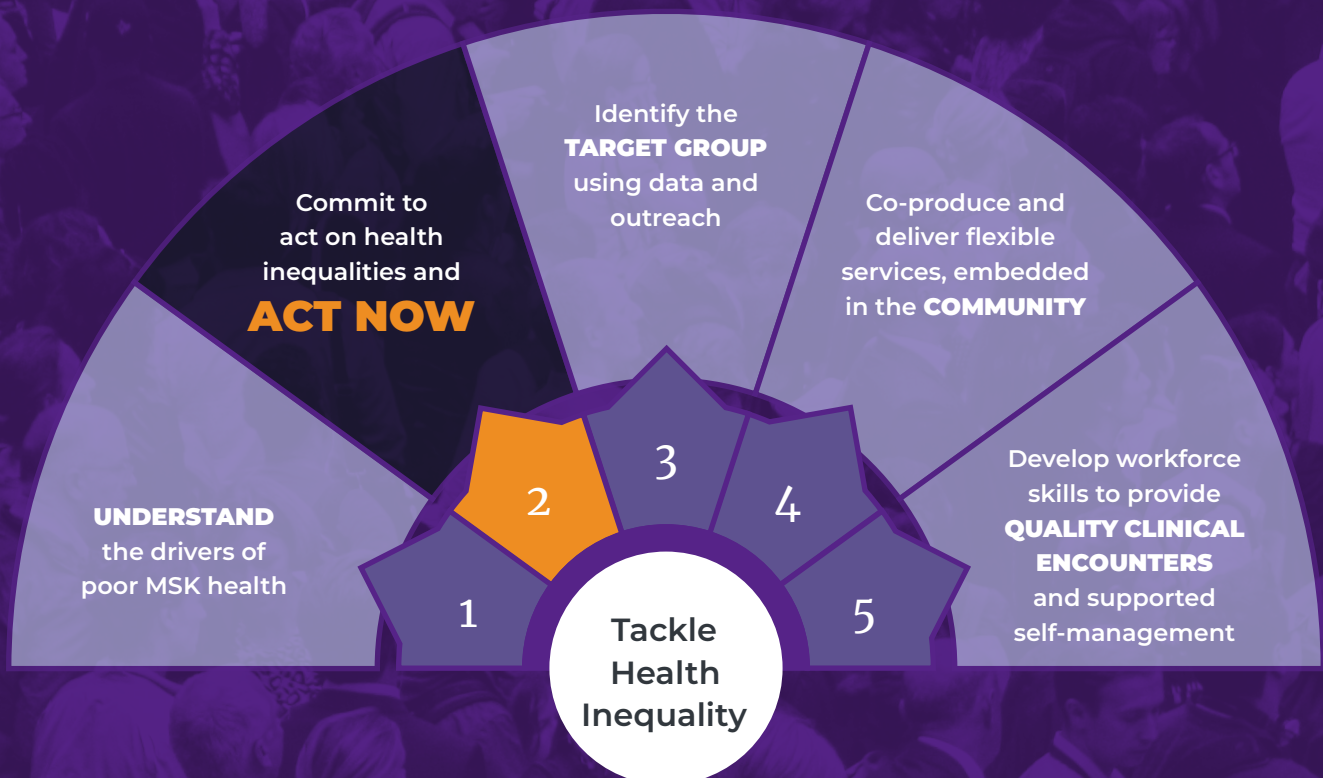 1
UNDERSTAND
the drivers of
poor MSK health
2
Commit to
act on health
inequalities and
ACT NOW
3
Identify the
TARGET GROUP
using data and
outreach
4
Co-produce and
deliver flexible
services, embedded
in the COMMUNITY
5
Develop workforce
skills to provide
QUALITY CLINICAL
ENCOUNTERS
and supported
self-management
Tackle
Health
Inequality